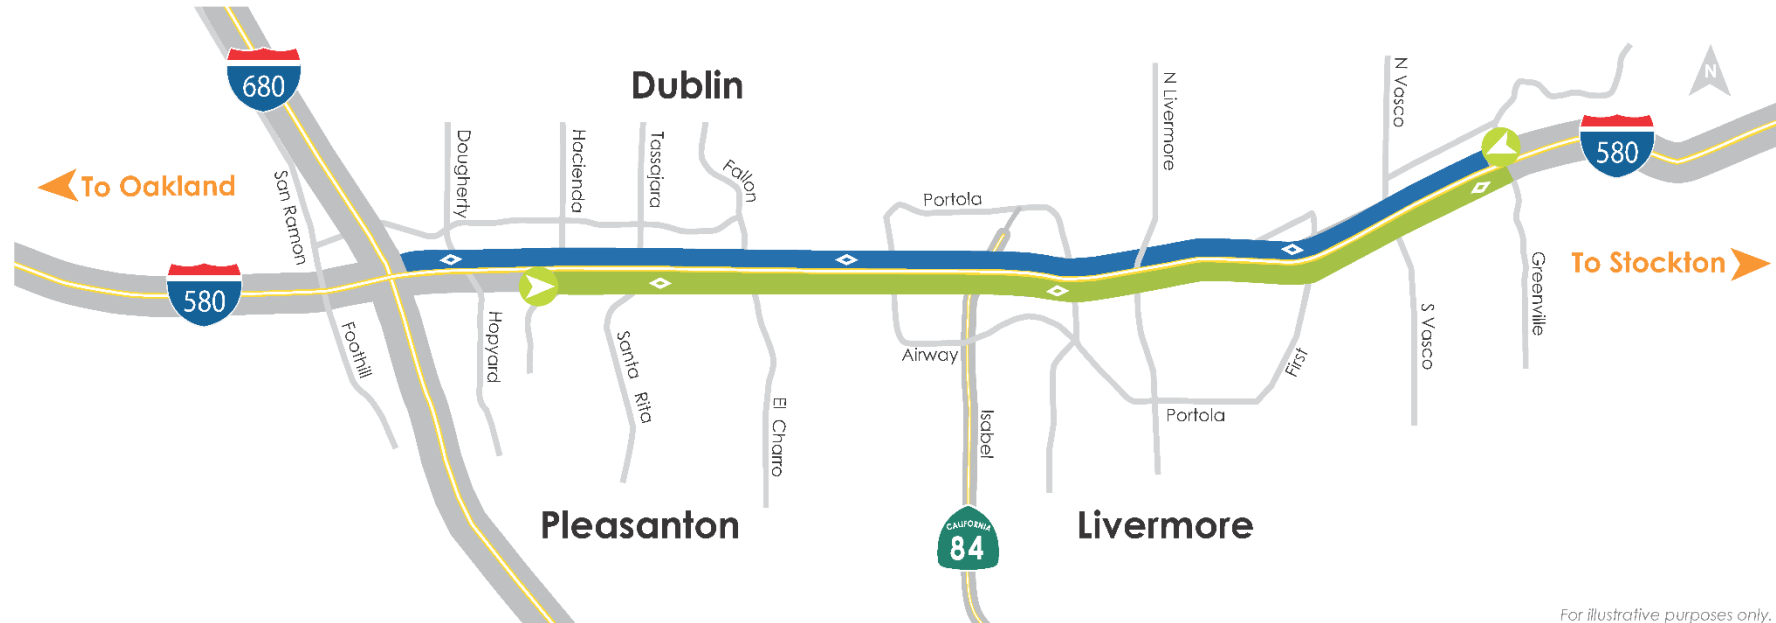 680
Dublin
N
N Vasco
N Livermore
Dougherty
Hacienda
Tassajara
Fallon
580
To Oakland
San Ramon
Portola
To Stockton
Greenville
580
Foothill
Hopyard
Santa Rita
Airway
First
S Vasco
El Charro
Isabel
Portola
Pleasanton
CALIFORNIA
84
Livermore
For illustrative purposes only.